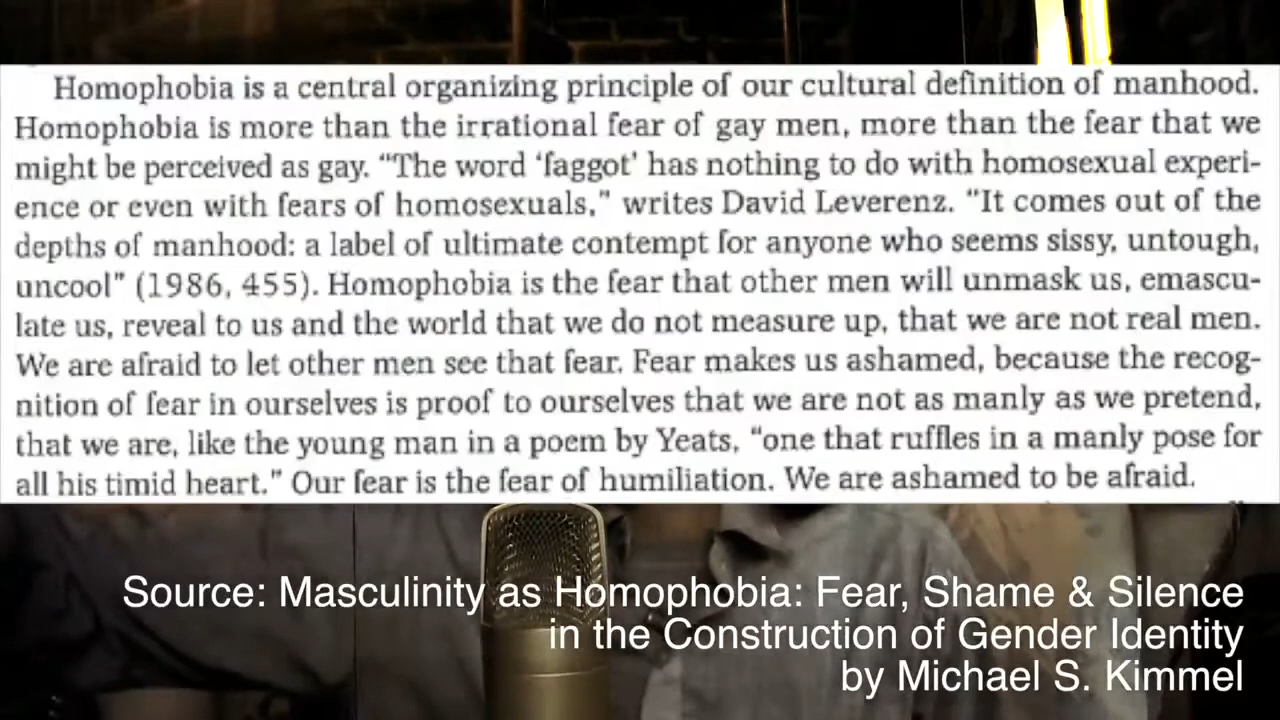 Homophobia is a central organizing principle of our cultural definition of manhood.
Homophobia is more than the irrational fear of gay men, more than the fear that we
might be perceived as gay. “The word ‘faggot’ has nothing to do with homosexual experi-
ence or even with fears of homosexuals,” writes David Leverenz. “It comes out of the
depths of manhood: a label of ultimate contempt for anyone who seems sissy, untough,
uncool” (1986, 455). Homophobia is the fear that other men will unmask us, emascu-
late us, reveal to us and the world that we do not measure up, that we are not real men.
We are afraid to let other men see that fear. Fear makes us ashamed, because the recog-
nition of fear in ourselves is proof to ourselves that we are not as manly as we pretend,
that we are, like the young man in a poem by Yeats, “one that ruffles in a manly pose for
all his timid heart.” Our fear is the fear of humiliation. We are ashamed to be afraid.
Source: Masculinity as Homophobia: Fear, Shame & Silence
in the Construction of Gender Identity
by Michael S. Kimmel